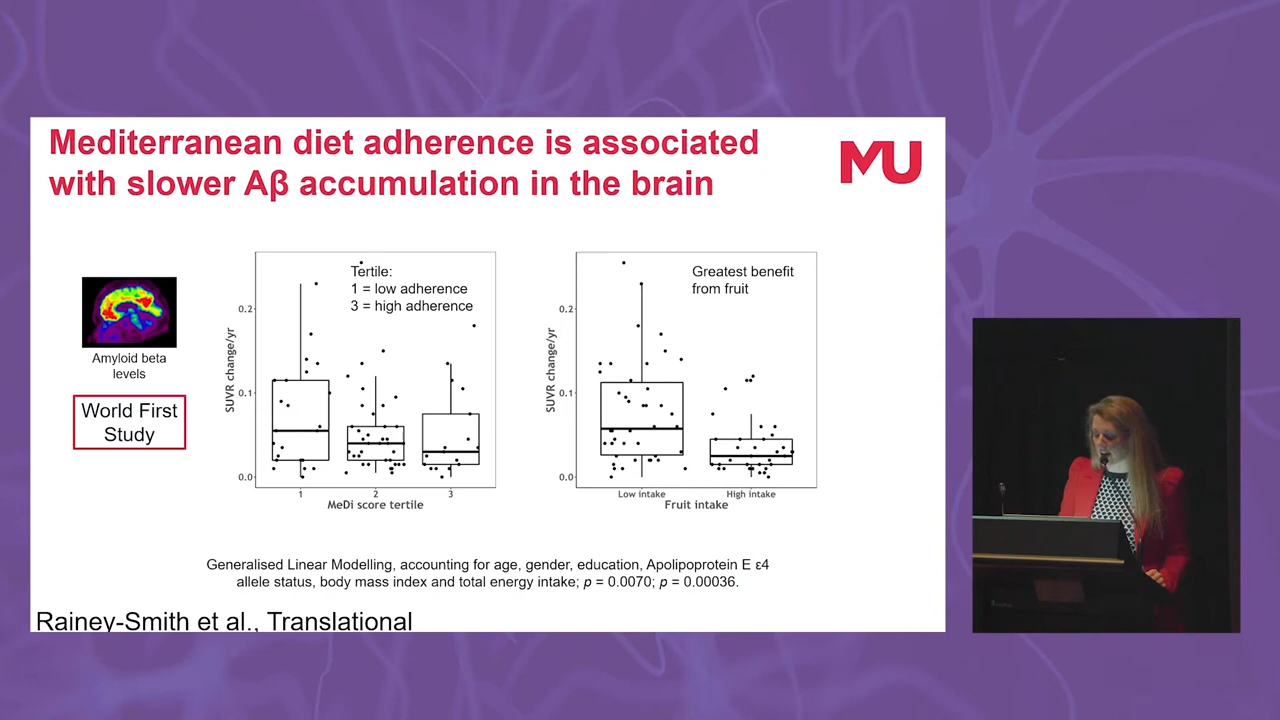 Mediterranean diet adherence is associated
with slower Aβ accumulation in the brain
MU
Amyloid beta
levels
World First
Study
SUVR change/yr
0.2
0.1
0.0
Tertile:
1 = low adherence
3 = high adherence
1
2
3
MeDi score tertile
SUVR change/yr
0.2
0.1
0.0
Greatest benefit
from fruit
Low intake
High intake
Fruit intake
Generalised Linear Modelling, accounting for age, gender, education, Apolipoprotein E ε4
allele status, body mass index and total energy intake; p = 0.0070; p = 0.00036.
Rainey-Smith et al., Translational